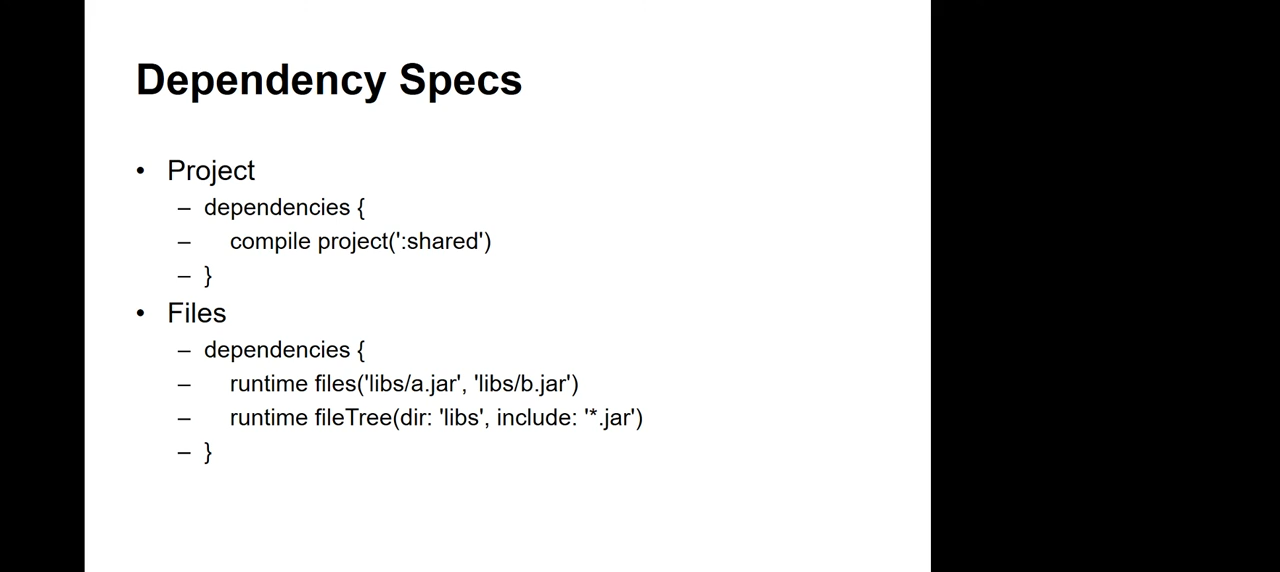 Dependency Specs
• Project
– dependencies {
– compile project(':shared')
– }
• Files
– dependencies {
– runtime files('libs/a.jar', 'libs/b.jar')
– runtime fileTree(dir: 'libs', include: '*.jar')
– }